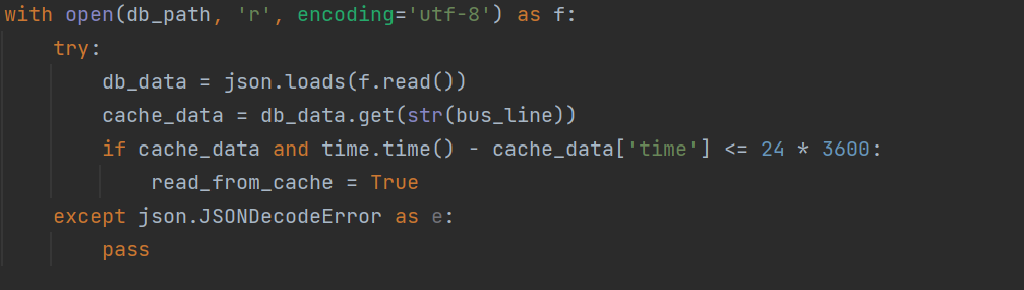 with open(db_path, 'r', encoding='utf-8') as f:
    try:
        db_data = json.loads(f.read())
        cache_data = db_data.get(str(bus_line))
        if cache_data and time.time() - cache_data['time'] <= 24 * 3600:
            read_from_cache = True
    except json.JSONDecodeError as e:
        pass